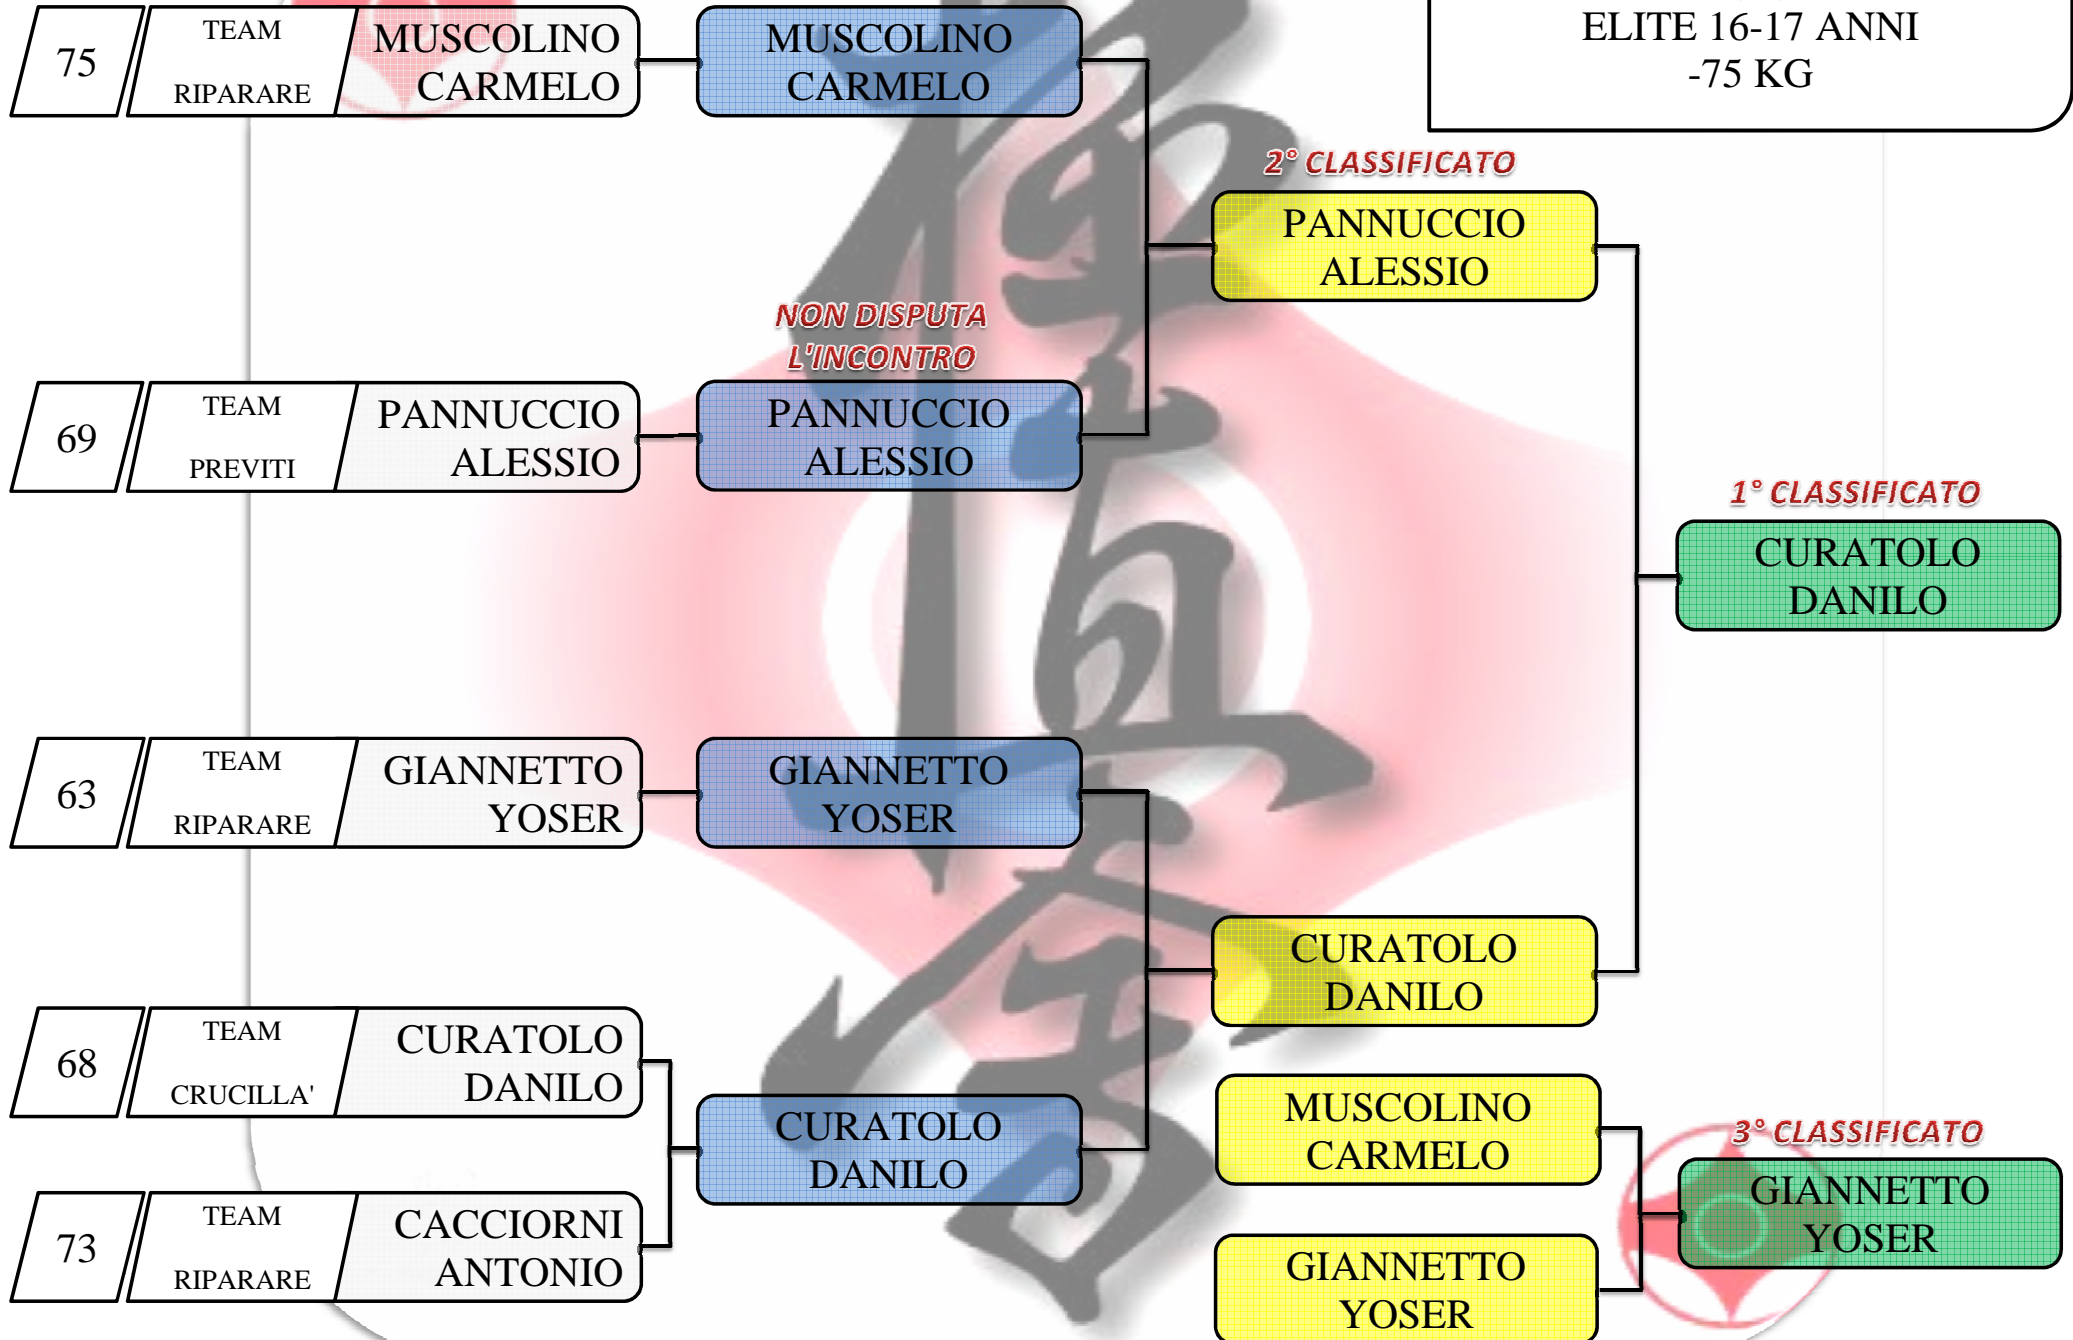 ELITE 16-17 ANNI
-75 KG
75
TEAM
RIPARARE
MUSCOLINO
CARMELO
MUSCOLINO
CARMELO
2° CLASSIFICATO
PANNUCCIO
ALESSIO
NON DISPUTA
L'INCONTRO
69
TEAM
PREVITI
PANNUCCIO
ALESSIO
PANNUCCIO
ALESSIO
1° CLASSIFICATO
CURATOLO
DANILO
63
TEAM
RIPARARE
GIANNETTO
YOSER
GIANNETTO
YOSER
CURATOLO
DANILO
68
TEAM
CRUCILLA'
CURATOLO
DANILO
CURATOLO
DANILO
73
TEAM
RIPARARE
CACCIORNI
ANTONIO
MUSCOLINO
CARMELO
GIANNETTO
YOSER
3° CLASSIFICATO
GIANNETTO
YOSER
極真会